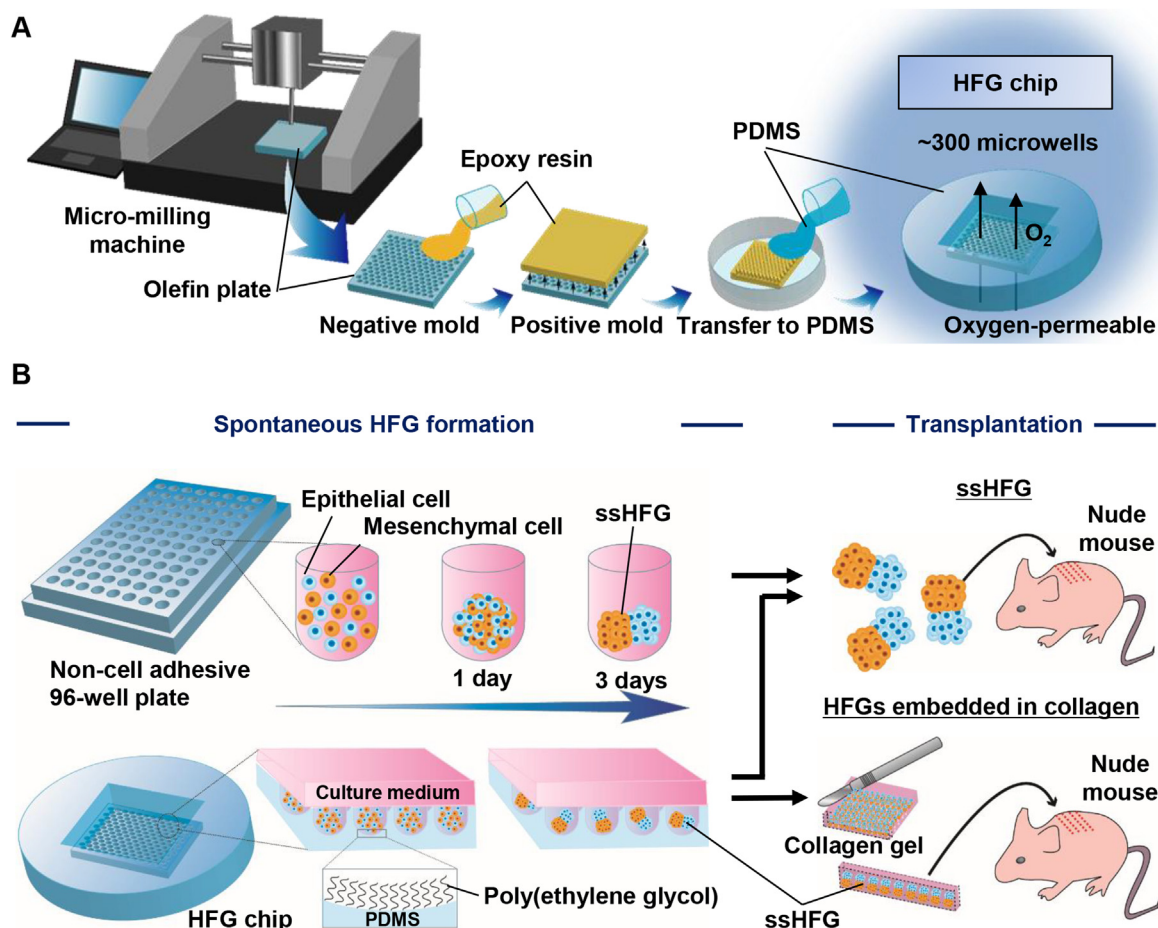 A
HFG chip
PDMS
~300 microwells
Epoxy resin
O2
Micro-milling
machine
Olefin plate
Negative mold
Positive mold
Transfer to PDMS
Oxygen-permeable
B
Spontaneous HFG formation
Transplantation
Epithelial cell
Mesenchymal cell
ssHFG
ssHFG
Nude
mouse
Non-cell adhesive
96-well plate
1 day
3 days
HFGs embedded in collagen
Culture medium
Nude
mouse
Collagen gel
Poly(ethylene glycol)
PDMS
HFG chip
ssHFG